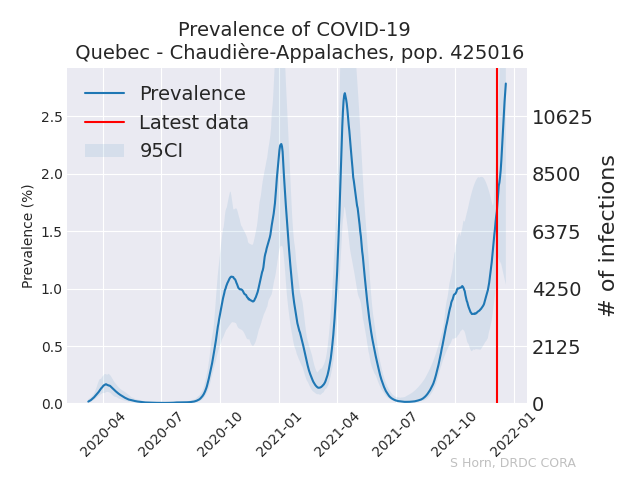 Prevalence of COVID-19
Quebec - Chaudière-Appalaches, pop. 425016
Prevalence
Latest data
95CI
Prevalence (%)
2.5
2.0
1.5
1.0
0.5
0.0
10625
8500
6375
4250
2125
0
# of infections
2020-04
2020-07
2020-10
2021-01
2021-04
2021-07
2021-10
2022-01
S Horn, DRDC CORA